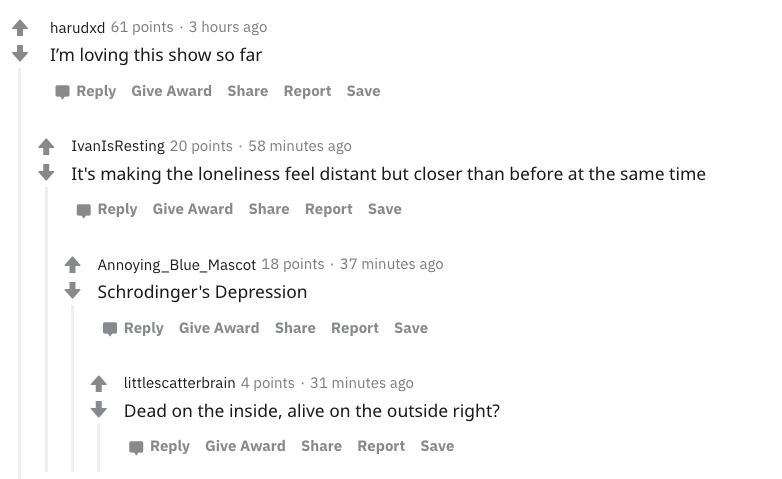 harudxd 61 points · 3 hours ago
I’m loving this show so far
Reply Give Award Share Report Save
IvanIsResting 20 points · 58 minutes ago
It's making the loneliness feel distant but closer than before at the same time
Reply Give Award Share Report Save
Annoying_Blue_Mascot 18 points · 37 minutes ago
Schrodinger's Depression
Reply Give Award Share Report Save
littlescatterbrain 4 points · 31 minutes ago
Dead on the inside, alive on the outside right?
Reply Give Award Share Report Save